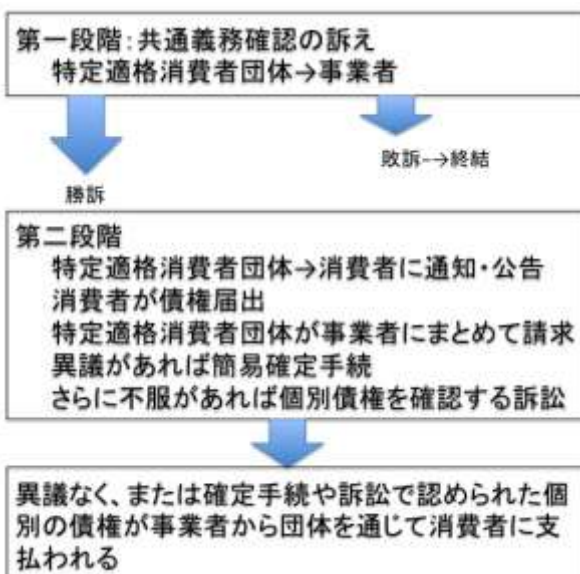 第一段階：共通義務確認の訴え
特定適格消費者団体→事業者
敗訴-→終結
勝訴
第二段階
特定適格消費者団体→消費者に通知・公告
消費者が債権届出
特定適格消費者団体が事業者にまとめて請求
異議があれば簡易確定手続
さらに不服があれば個別債権を確認する訴訟
異議なく、または確定手続や訴訟で認められた個
別の債権が事業者から団体を通じて消費者に支
払われる